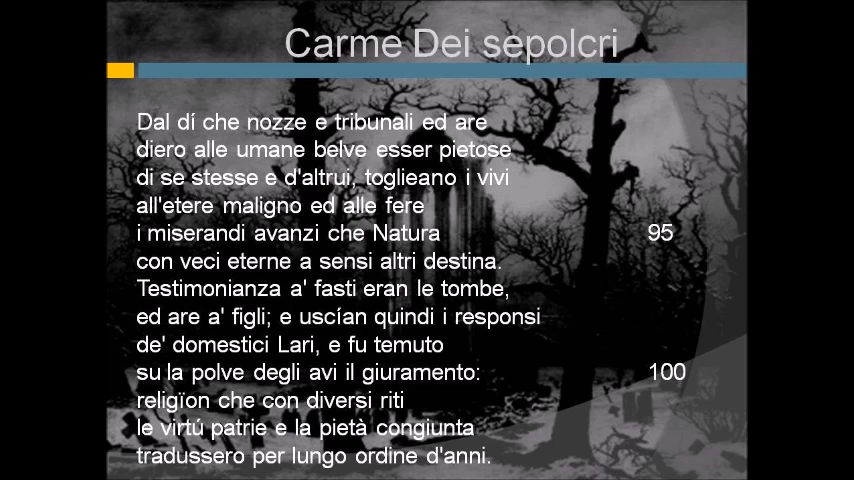 Carme Dei sepolcri
Dal dí che nozze e tribunali ed are
diero alle umane belve esser pietose
di se stesse e d'altrui, toglieano i vivi
all'etere maligno ed alle fere
i miserandi avanzi che Natura 95
con veci eterne a sensi altri destina.
Testimonianza a' fasti eran le tombe,
ed are a' figli; e uscían quindi i responsi
de' domestici Lari, e fu temuto
su la polve degli avi il giuramento: 100
religïon che con diversi riti
le virtú patrie e la pietà congiunta
tradussero per lungo ordine d'anni.